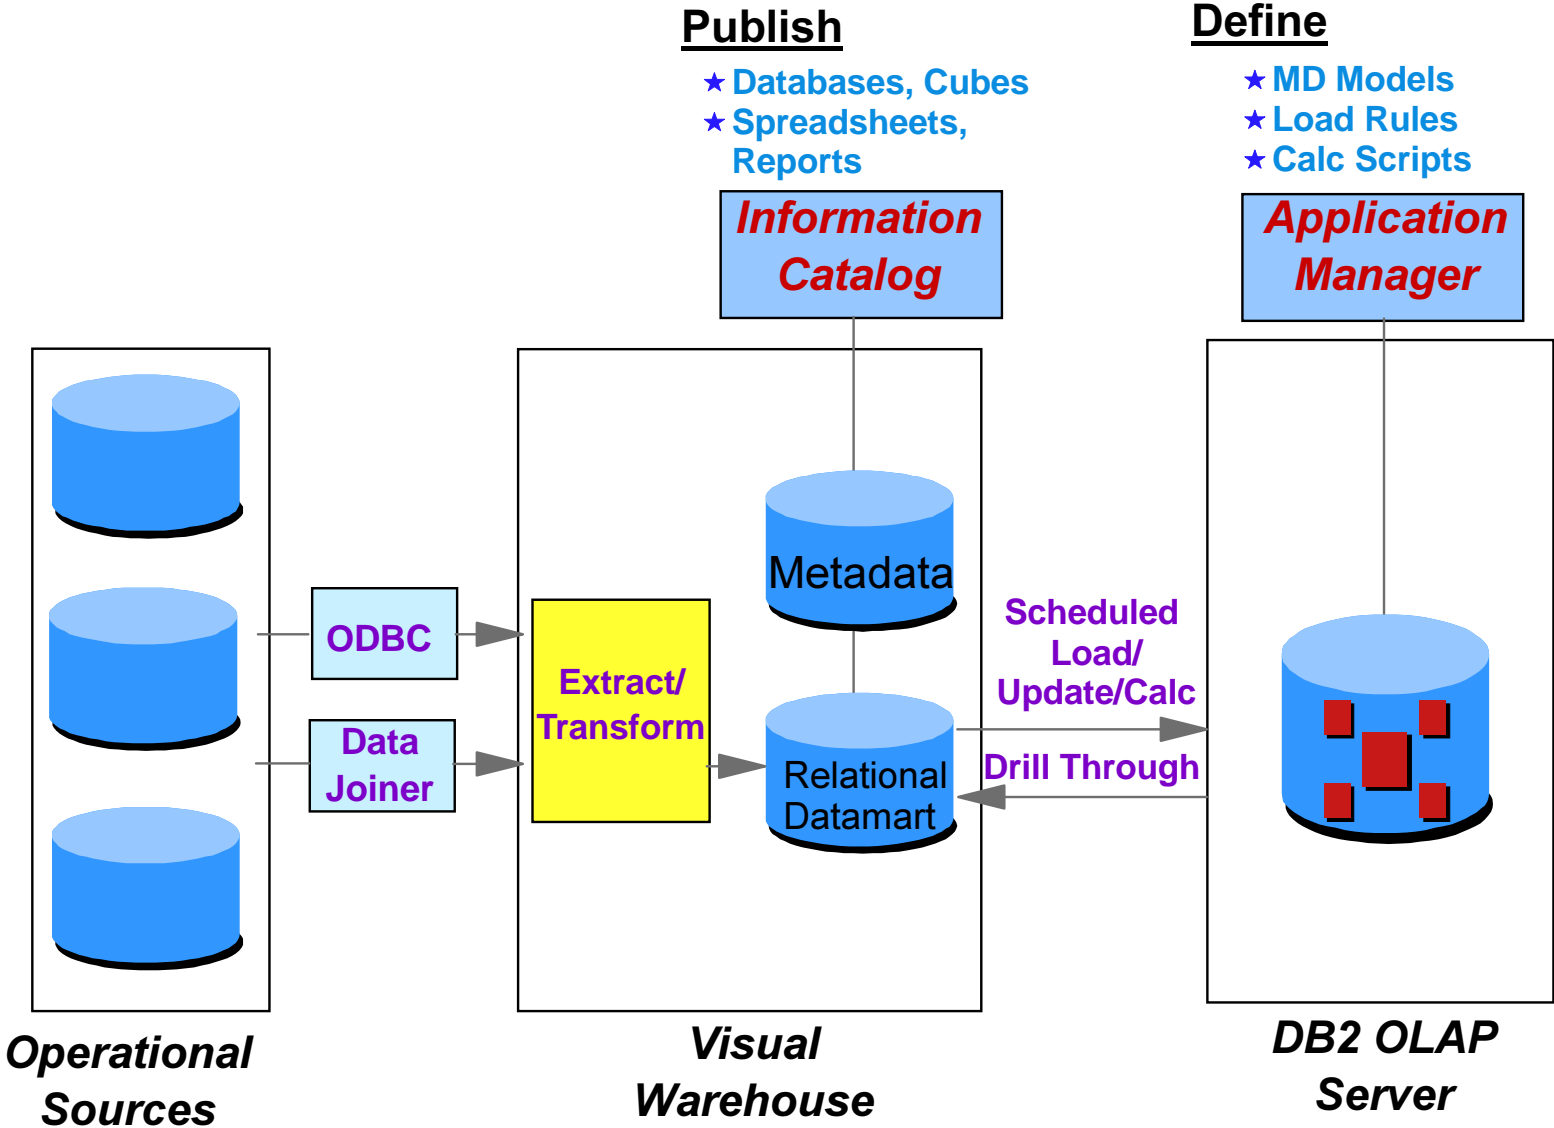 Publish
Databases, Cubes
Spreadsheets,
Reports
Define
MD Models
Load Rules
Calc Scripts
Information
Catalog
Application
Manager
ODBC
Data
Joiner
Extract/
Transform
Metadata
Relational
Datamart
Scheduled
Load/
Update/Calc
Drill Through
Operational
Sources
Visual
Warehouse
DB2 OLAP
Server